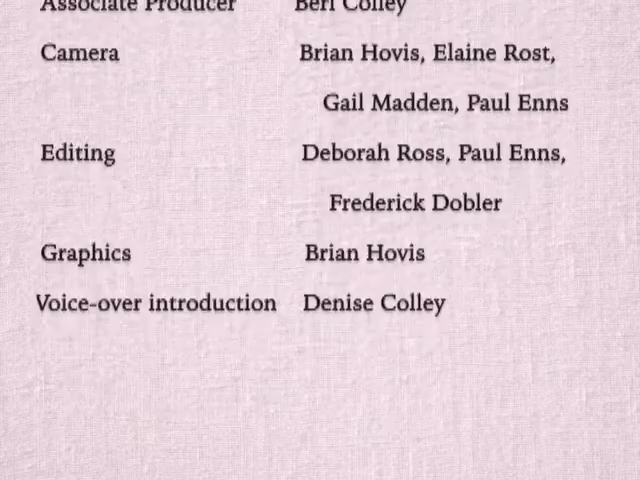 Associate Producer Berl Colley
Camera Brian Hovis, Elaine Rost,
Gail Madden, Paul Enns
Editing Deborah Ross, Paul Enns,
Frederick Dobler
Graphics Brian Hovis
Voice-over introduction Denise Colley